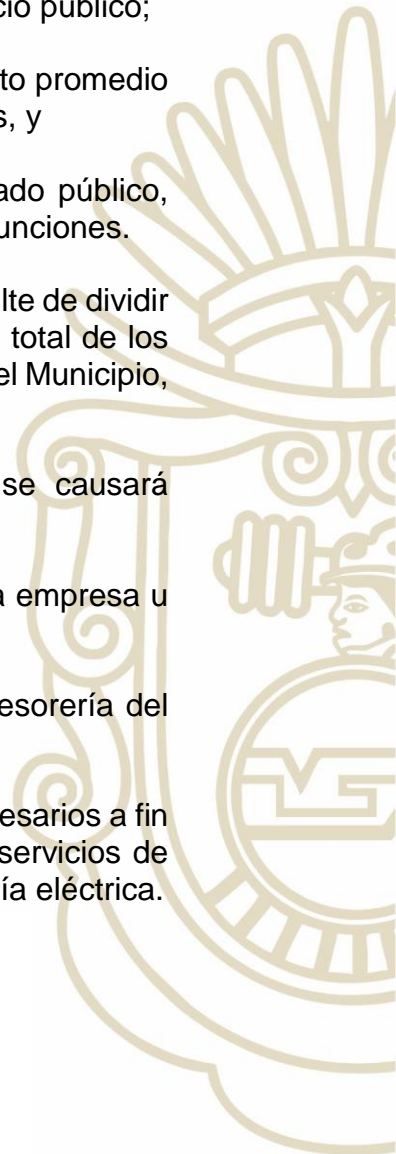 cio público;
to promedio
s, y
ado público,
unciones.
lte de dividir
total de los
el Municipio,
se causará
a empresa u
esorería del
esarios a fin
servicios de
ía eléctrica.